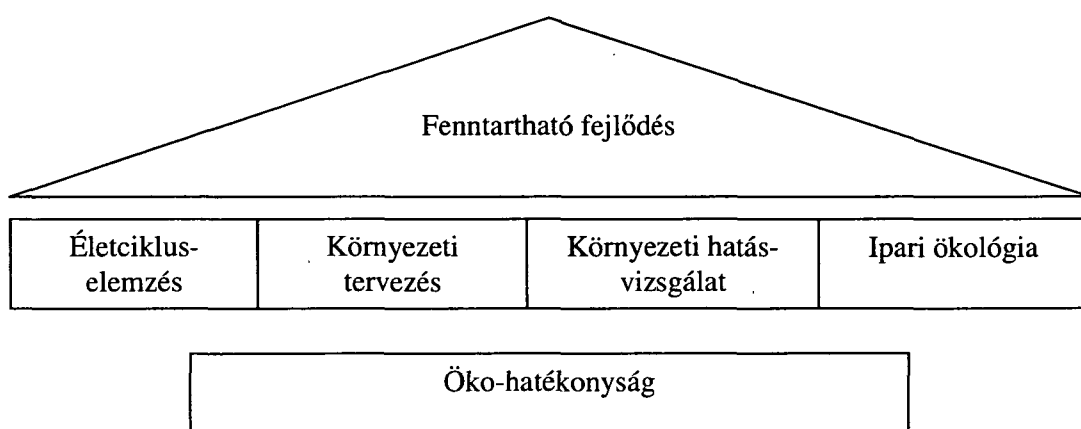 Fenntartható fejlődés
Életciklus-
elemzés
Környezeti
tervezés
Környezeti hatás-
vizsgálat
Ipari ökológia
Öko-hatékonyság